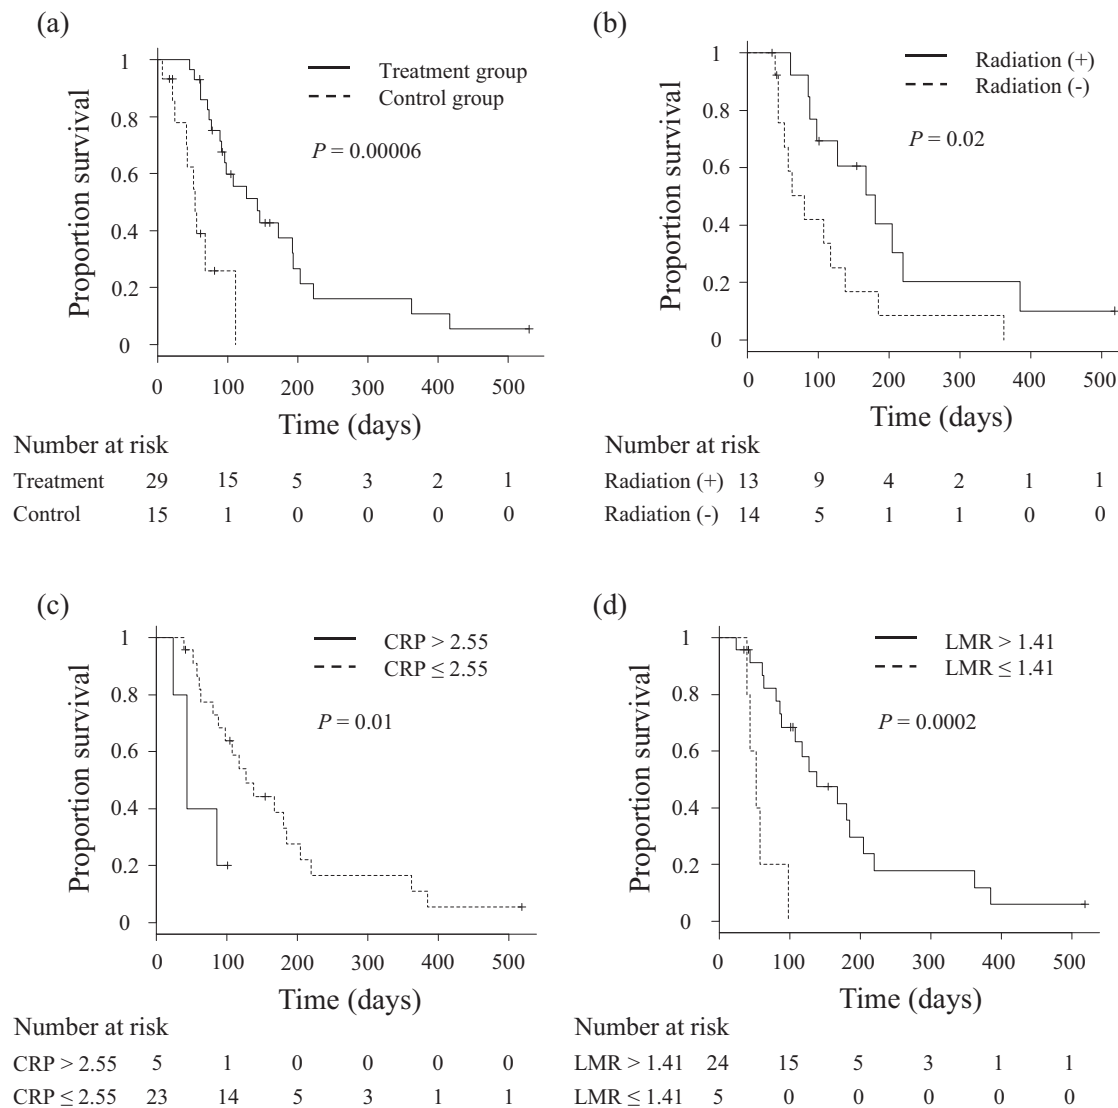 (a)
Proportion survival
1
0.8
0.6
0.4
0.2
0
Treatment group
Control group
P = 0.00006
0 100 200 300 400 500
Time (days)
Number at risk
Treatment 29 15 5 3 2 1
Control 15 1 0 0 0 0
(b)
Proportion survival
1
0.8
0.6
0.4
0.2
0
Radiation (+)
Radiation (-)
P = 0.02
0 100 200 300 400 500
Time (days)
Number at risk
Radiation (+) 13 9 4 2 1 1
Radiation (-) 14 5 1 1 0 0
(c)
Proportion survival
1
0.8
0.6
0.4
0.2
0
CRP > 2.55
CRP ≤ 2.55
P = 0.01
0 100 200 300 400 500
Time (days)
Number at risk
CRP > 2.55 5 1 0 0 0 0
CRP ≤ 2.55 23 14 5 3 1 1
(d)
Proportion survival
1
0.8
0.6
0.4
0.2
0
LMR > 1.41
LMR ≤ 1.41
P = 0.0002
0 100 200 300 400 500
Time (days)
Number at risk
LMR > 1.41 24 15 5 3 1 1
LMR ≤ 1.41 5 0 0 0 0 0